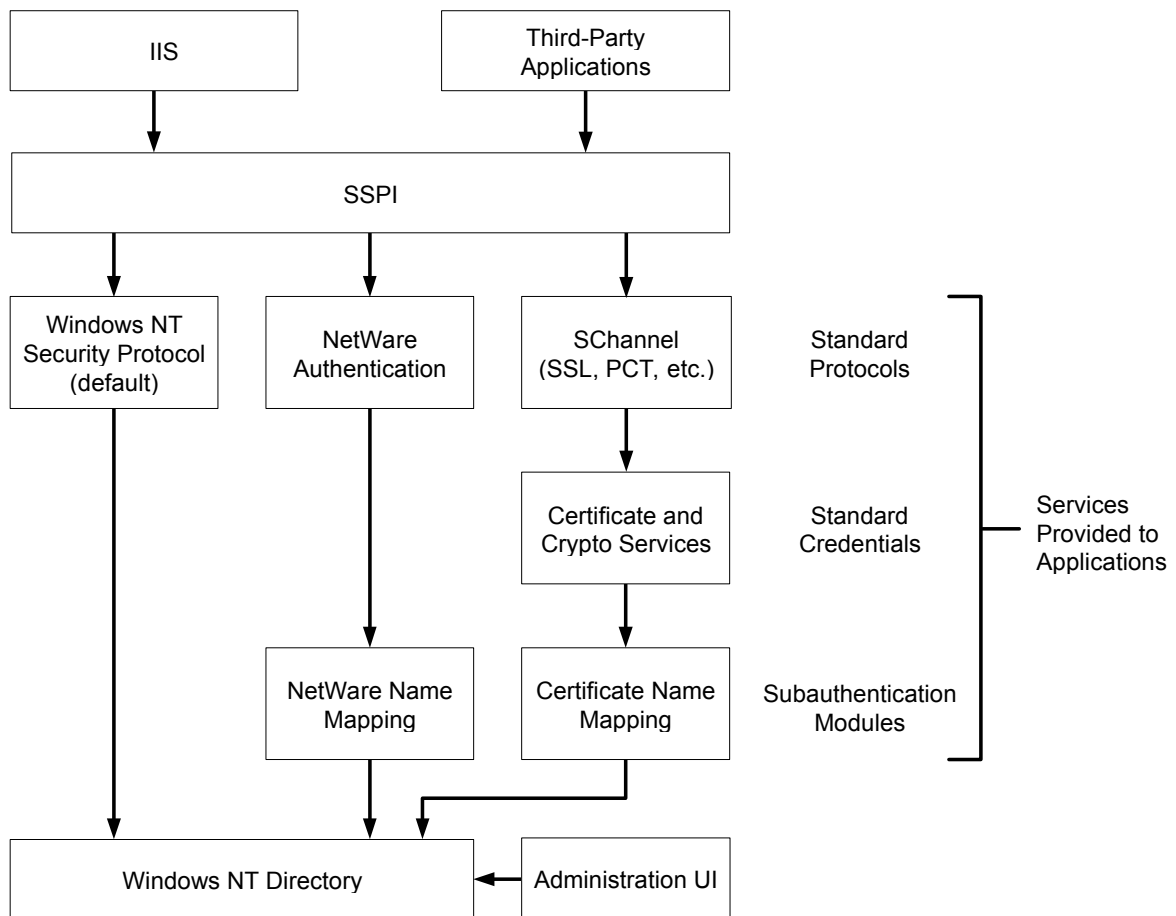 IIS
Third-Party
Applications
SSPI
Windows NT
Security Protocol
(default)
NetWare
Authentication
SChannel
(SSL, PCT, etc.)
Standard
Protocols
Certificate and
Crypto Services
Standard
Credentials
Services
Provided to
Applications
NetWare Name
Mapping
Certificate Name
Mapping
Subauthentication
Modules
Windows NT Directory
Administration UI